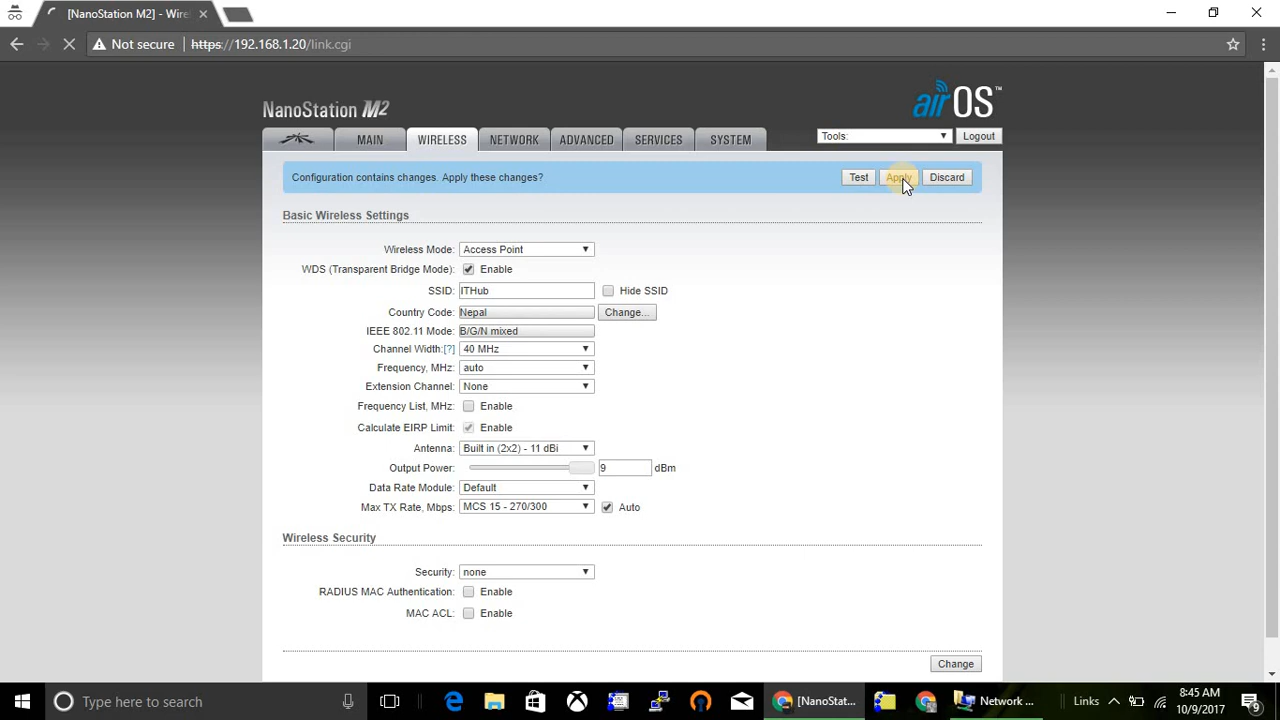 [NanoStation M2] - Wire
Not secure https://192.168.1.20/link.cgi
NanoStation M2
airOS™
MAIN WIRELESS NETWORK ADVANCED SERVICES SYSTEM Tools: Logout
Configuration contains changes. Apply these changes? Test Apply Discard
Basic Wireless Settings
Wireless Mode: Access Point
WDS (Transparent Bridge Mode): Enable
SSID: ITHub Hide SSID
Country Code: Nepal Change...
IEEE 802.11 Mode: B/G/N mixed
Channel Width:[?] 40 MHz
Frequency, MHz: auto
Extension Channel: None
Frequency List, MHz: Enable
Calculate EIRP Limit: Enable
Antenna: Built in (2x2) - 11 dBi
Output Power: 9 dBm
Data Rate Module: Default
Max TX Rate, Mbps: MCS 15 - 270/300 Auto
Wireless Security
Security: none
RADIUS MAC Authentication: Enable
MAC ACL: Enable
Change
Type here to search
[NanoStat...
Network ...
Links
8:45 AM
10/9/2017
9